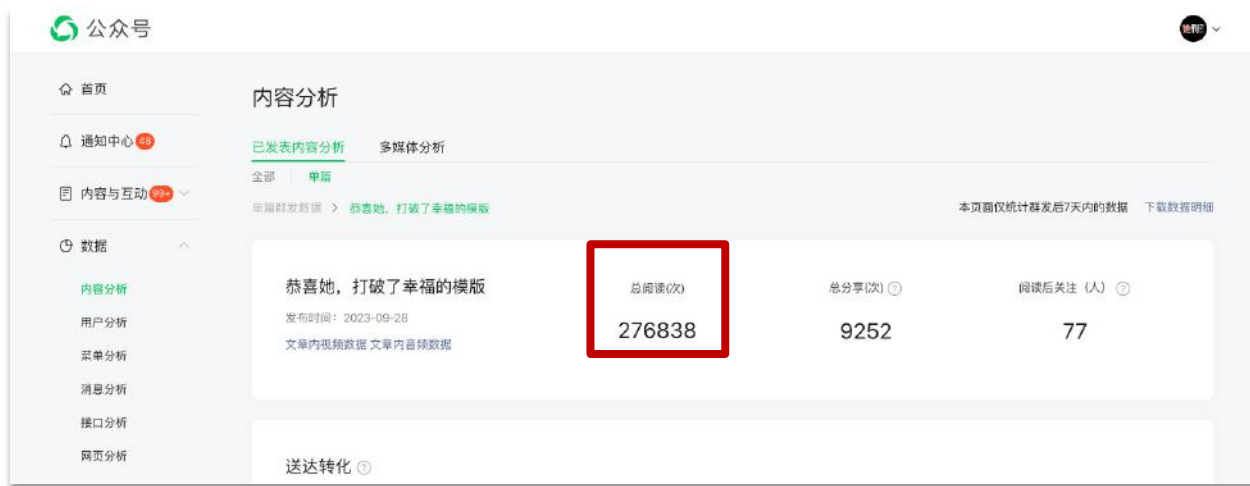 公众号
首页
通知中心 48
内容与互动 99+
数据
内容分析
用户分析
菜单分析
消息分析
接口分析
网页分析
内容分析
已发表内容分析 多媒体分析
全部 单篇
单篇群发数据 > 恭喜她，打破了幸福的模版
本页面仅统计群发后7天内的数据 下载数据明细
恭喜她，打破了幸福的模版
发布时间：2023-09-28
文章内视频数据 文章内音频数据
总阅读(次)
276838
总分享(次)
9252
阅读后关注（人）
77
送达转化